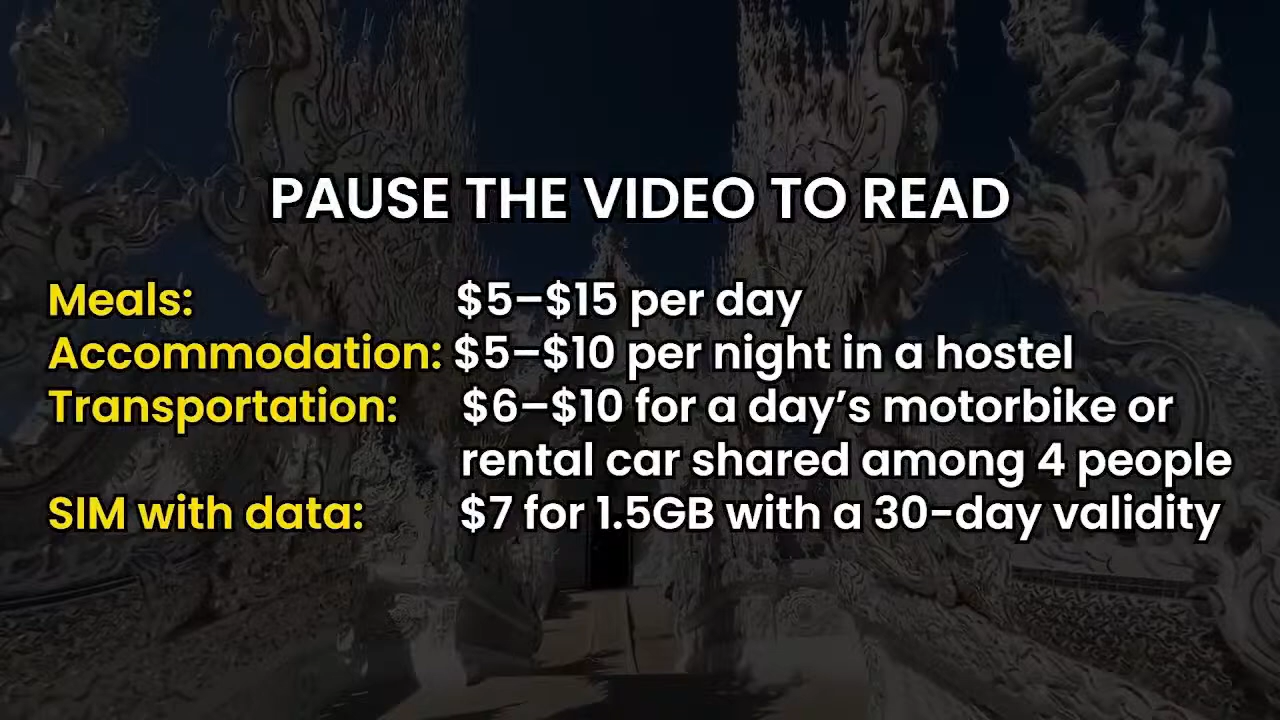 PAUSE THE VIDEO TO READ
Meals: $5–$15 per day
Accommodation: $5–$10 per night in a hostel
Transportation: $6–$10 for a day’s motorbike or
rental car shared among 4 people
SIM with data: $7 for 1.5GB with a 30-day validity